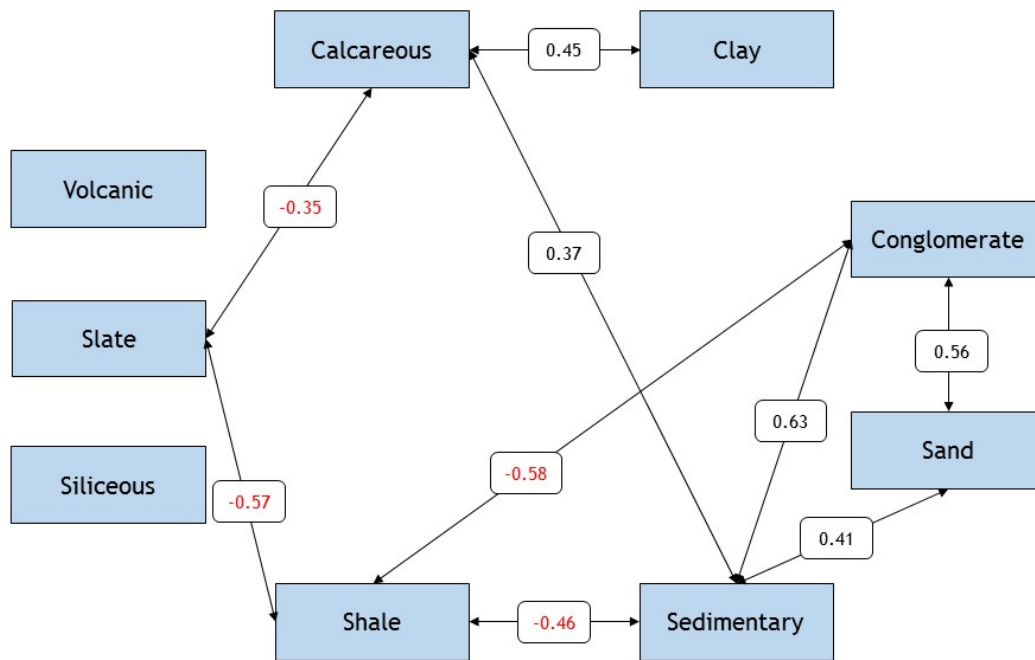 Calcareous
0.45
Clay
Volcanic
-0.35
0.37
Conglomerate
Slate
0.56
0.63
Sand
Siliceous
-0.57
-0.58
0.41
Shale
-0.46
Sedimentary